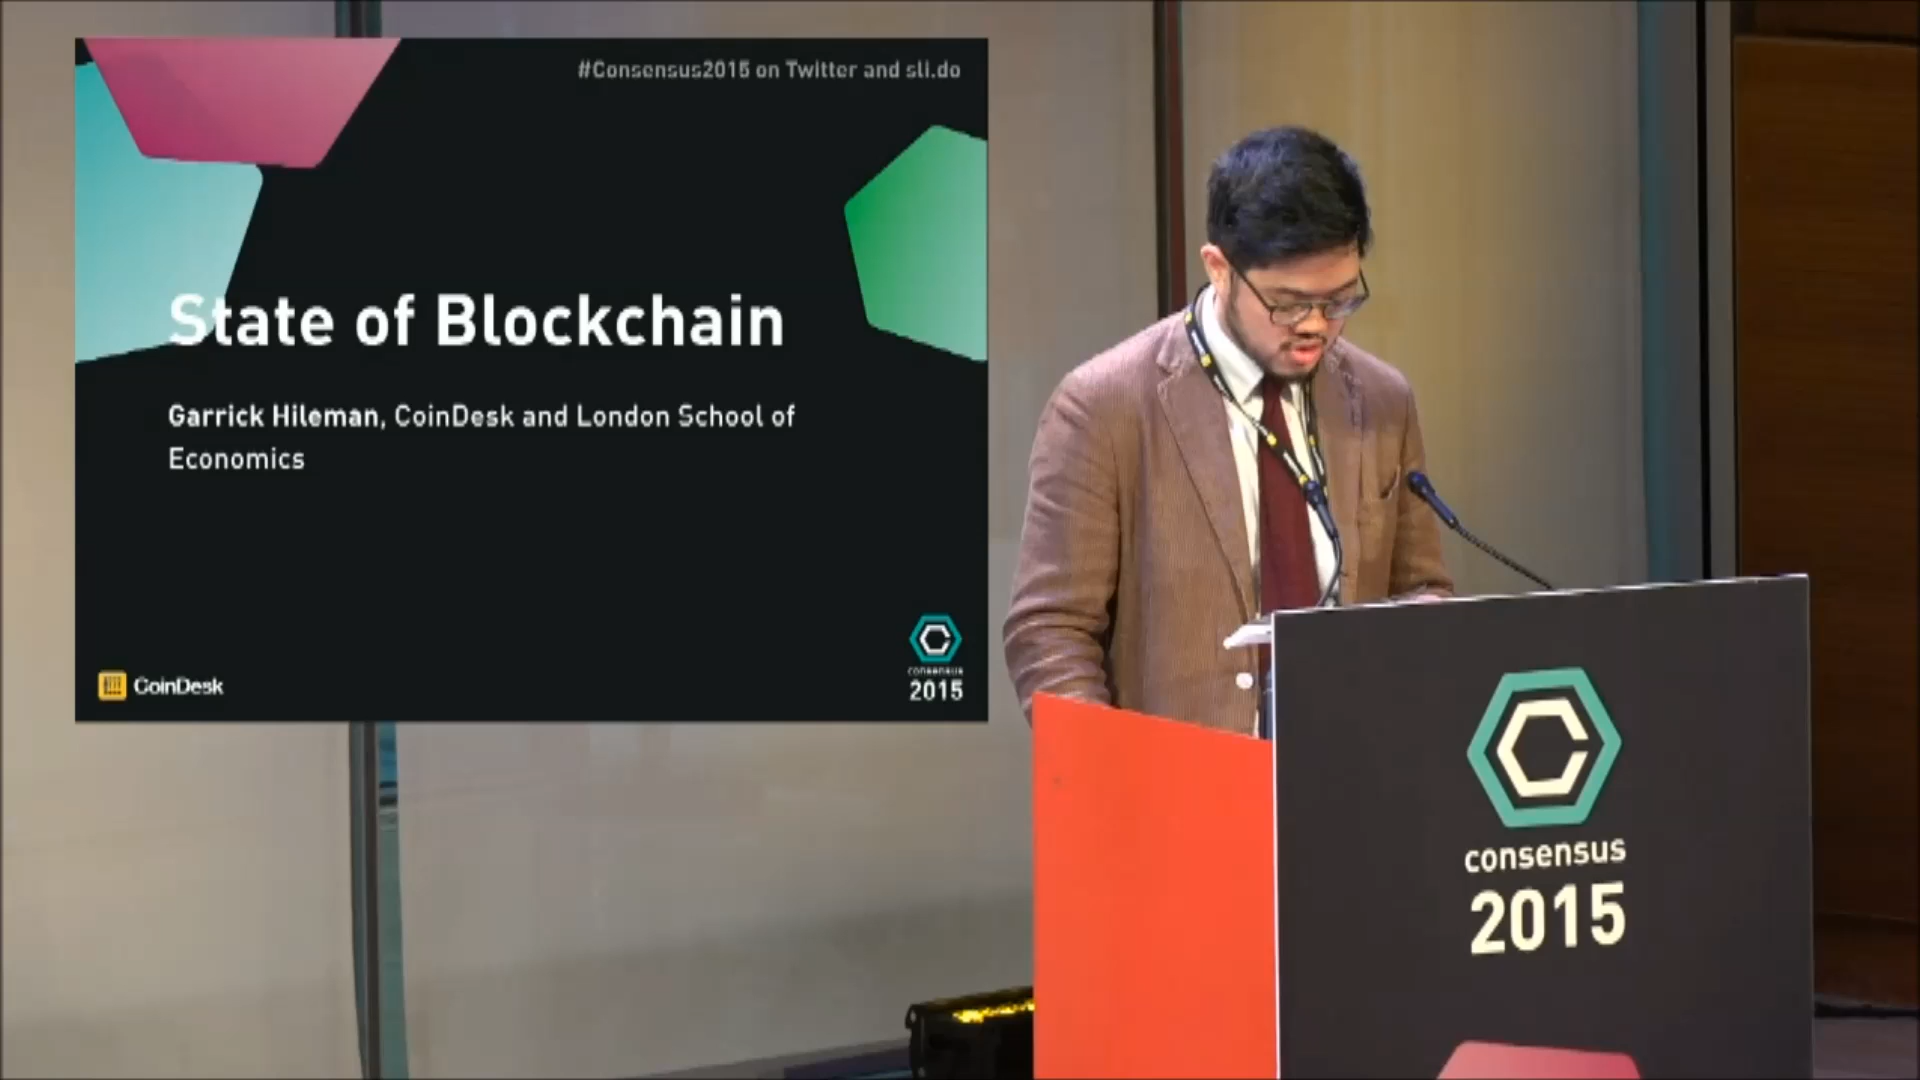 #Consensus2015 on Twitter and sli.do
State of Blockchain
Garrick Hileman, CoinDesk and London School of
Economics
CoinDesk
consensus
2015
consensus
2015